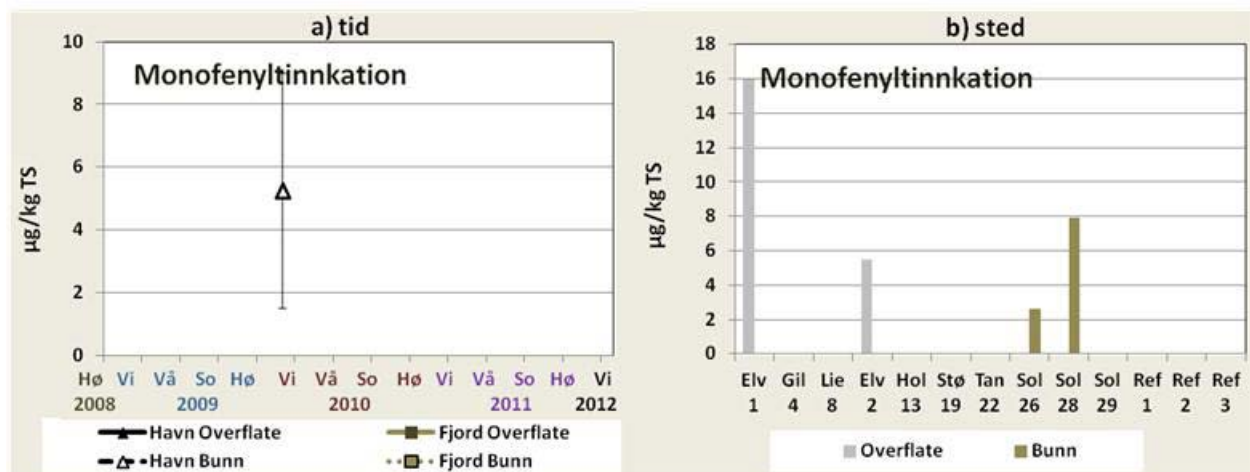 a) tid
Monofenyltinnkation
µg/kg TS
10
8
6
4
2
0
Hø Vi Vå So Hø Vi Vå So Hø Vi Vå So Hø Vi
2008 2009 2010 2011 2012
Havn Overflate Fjord Overflate
Havn Bunn Fjord Bunn
b) sted
Monofenyltinnkation
µg/kg TS
18
16
14
12
10
8
6
4
2
0
Elv Gil Lie Elv Hol Stø Tan Sol Sol Sol Ref Ref Ref
1 4 8 2 13 19 22 26 28 29 1 2 3
Overflate Bunn